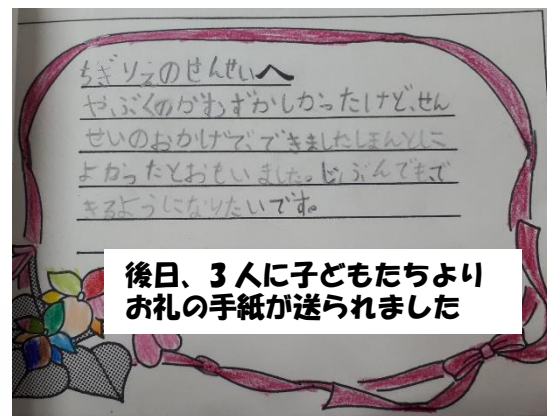 ちぎりえのせんせいへ
やぶくのがむずかしかったけど、せん
せいのおかげで、できましたほんとに
よかったとおもいました。じぶんでも、で
きるようになりたいです。
後日、3人に子どもたちより
お礼の手紙が送られました